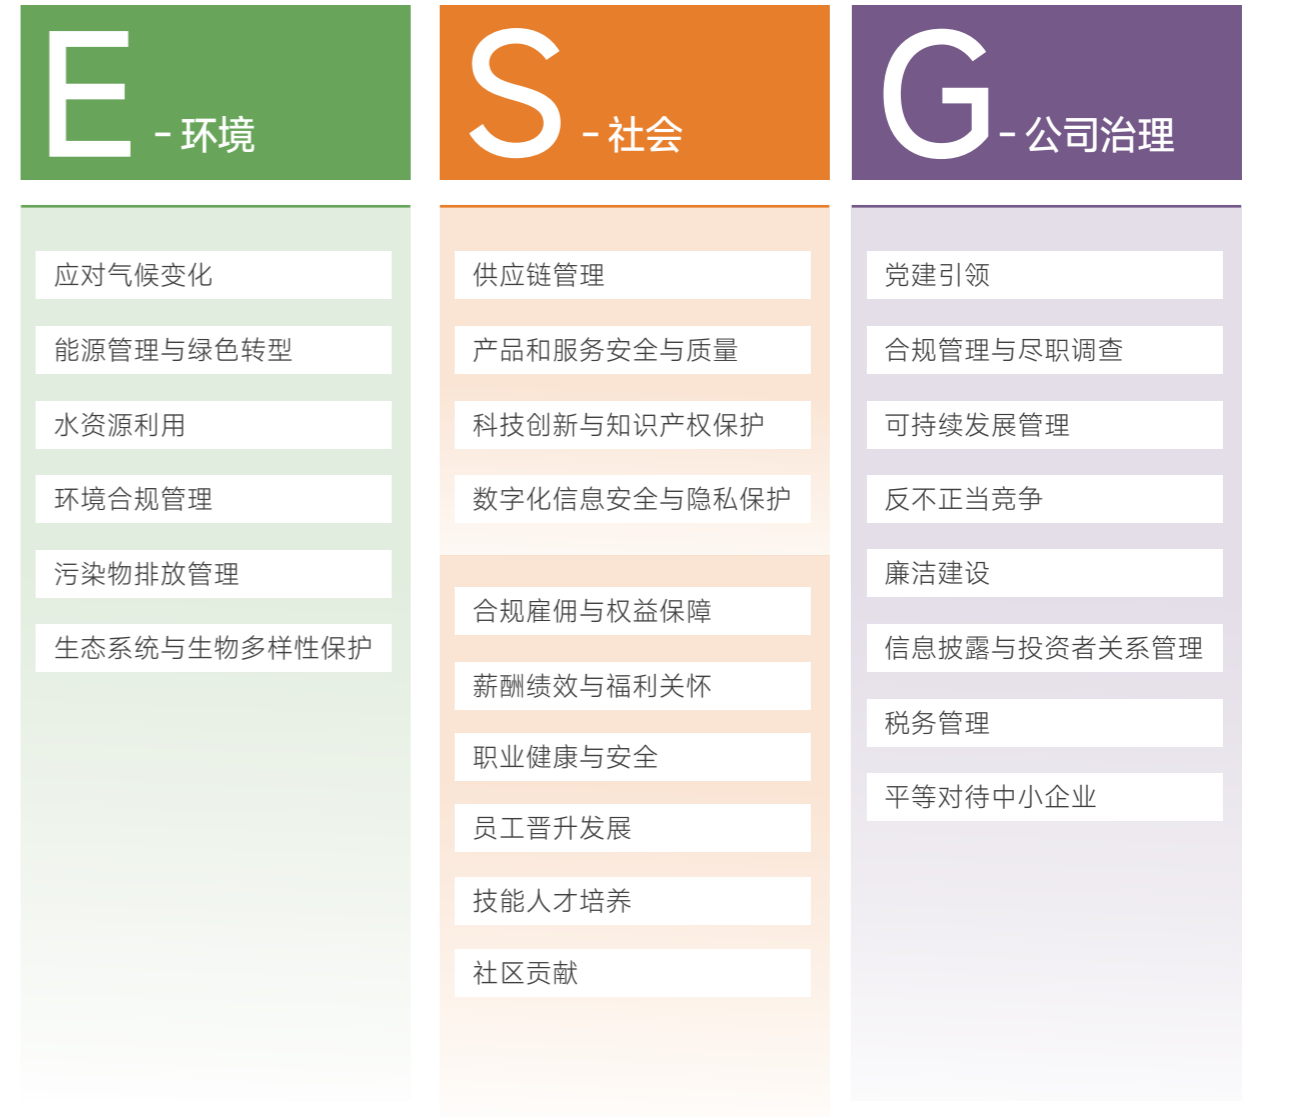 E - 环境
应对气候变化
能源管理与绿色转型
水资源利用
环境合规管理
污染物排放管理
生态系统与生物多样性保护
S - 社会
供应链管理
产品和服务安全与质量
科技创新与知识产权保护
数字化信息安全与隐私保护
合规雇佣与权益保障
薪酬绩效与福利关怀
职业健康与安全
员工晋升发展
技能人才培养
社区贡献
G - 公司治理
党建引领
合规管理与尽职调查
可持续发展管理
反不正当竞争
廉洁建设
信息披露与投资者关系管理
税务管理
平等对待中小企业